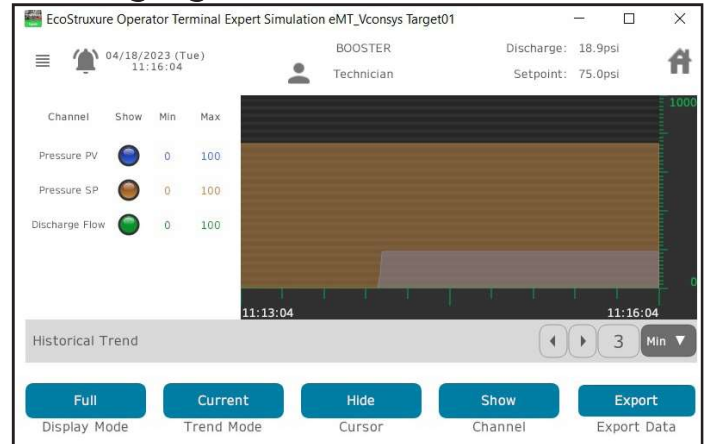 EcoStruxure Operator Terminal Expert Simulation eMT_Vconsys Target01
04/18/2023 (Tue)
11:16:04
BOOSTER
Technician
Discharge: 18.9psi
Setpoint: 75.0psi
Channel Show Min Max
Pressure PV 0 100
Pressure SP 0 100
Discharge Flow 0 100
1000
0
11:13:04 11:16:04
Historical Trend 3 Min
Full Current Hide Show Export
Display Mode Trend Mode Cursor Channel Export Data